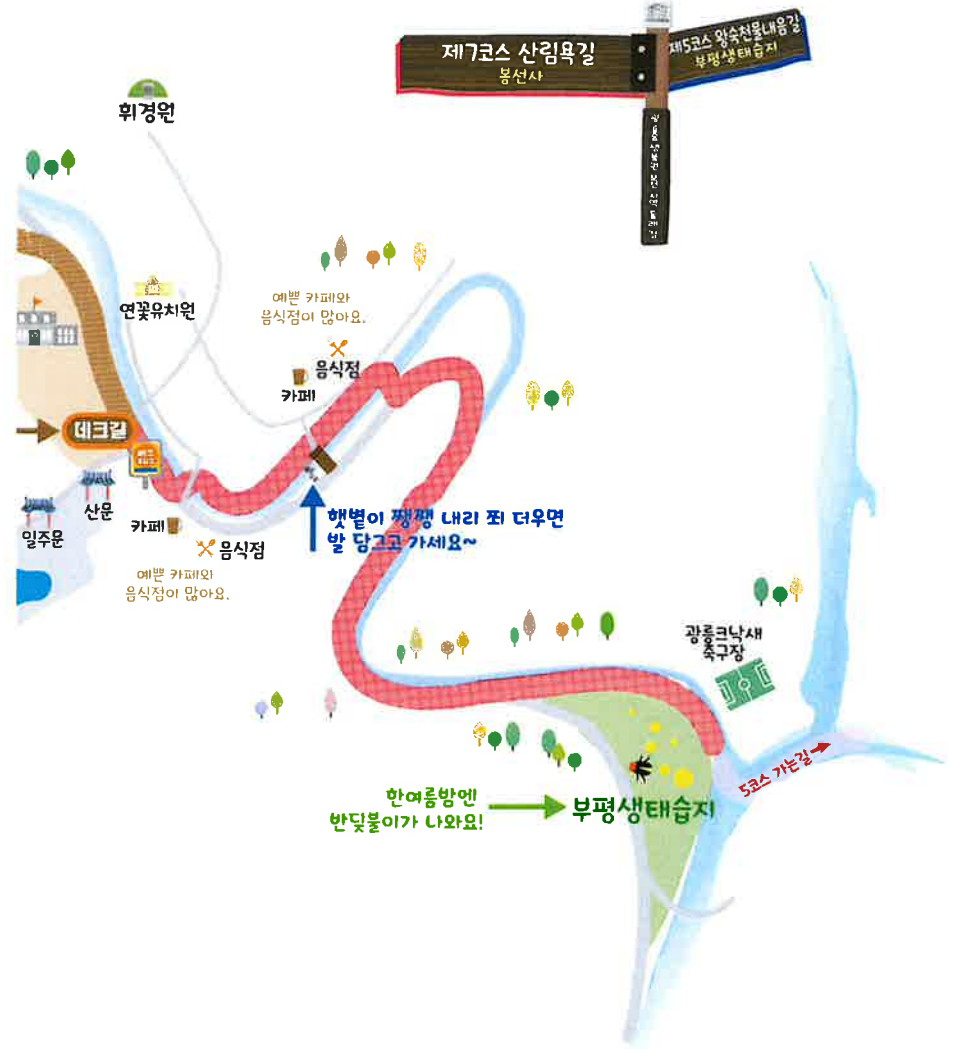 제7코스 산림욕길
봉선사
제5코스 왕숙천물내음길
부평생태습지
휘경원
연꽃유치원
예쁜 카페와
음식점이 많아요.
음식점
카페
데크길
산문
일주문
카페
음식점
예쁜 카페와
음식점이 많아요.
햇볕이 쨍쨍 내리 쬐 더우면
발 담그고 가세요~
광릉크낙새
축구장
5코스 가는길
한여름밤엔
반딧불이가 나와요!
부평생태습지